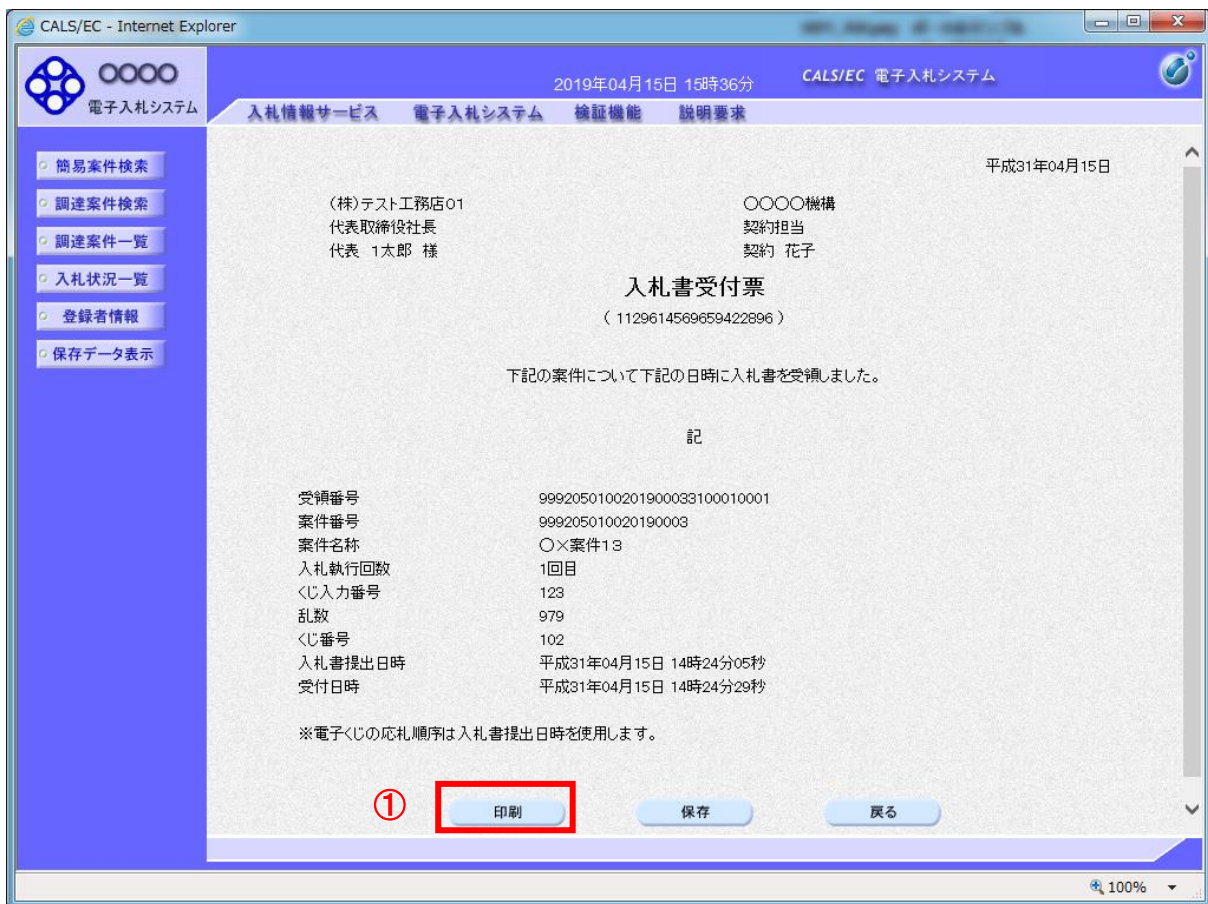 CALS/EC - Internet Explorer
〇〇〇〇
電子入札システム
2019年04月15日 15時36分
CALS/EC 電子入札システム
入札情報サービス 電子入札システム 検証機能 説明要求
簡易案件検索
調達案件検索
調達案件一覧
入札状況一覧
登録者情報
保存データ表示
平成31年04月15日
(株)テスト工務店01
代表取締役社長
代表 1太郎 様
〇〇〇〇機構
契約担当
契約 花子
入札書受付票
( 1129614569659422896 )
下記の案件について下記の日時に入札書を受領しました。
記
受領番号 9992050100201900033100010001
案件番号 999205010020190003
案件名称 〇×案件13
入札執行回数 1回目
くじ入力番号 123
乱数 979
くじ番号 102
入札書提出日時 平成31年04月15日 14時24分05秒
受付日時 平成31年04月15日 14時24分29秒
※電子くじの応札順序は入札書提出日時を使用します。
① 印刷 保存 戻る
100%